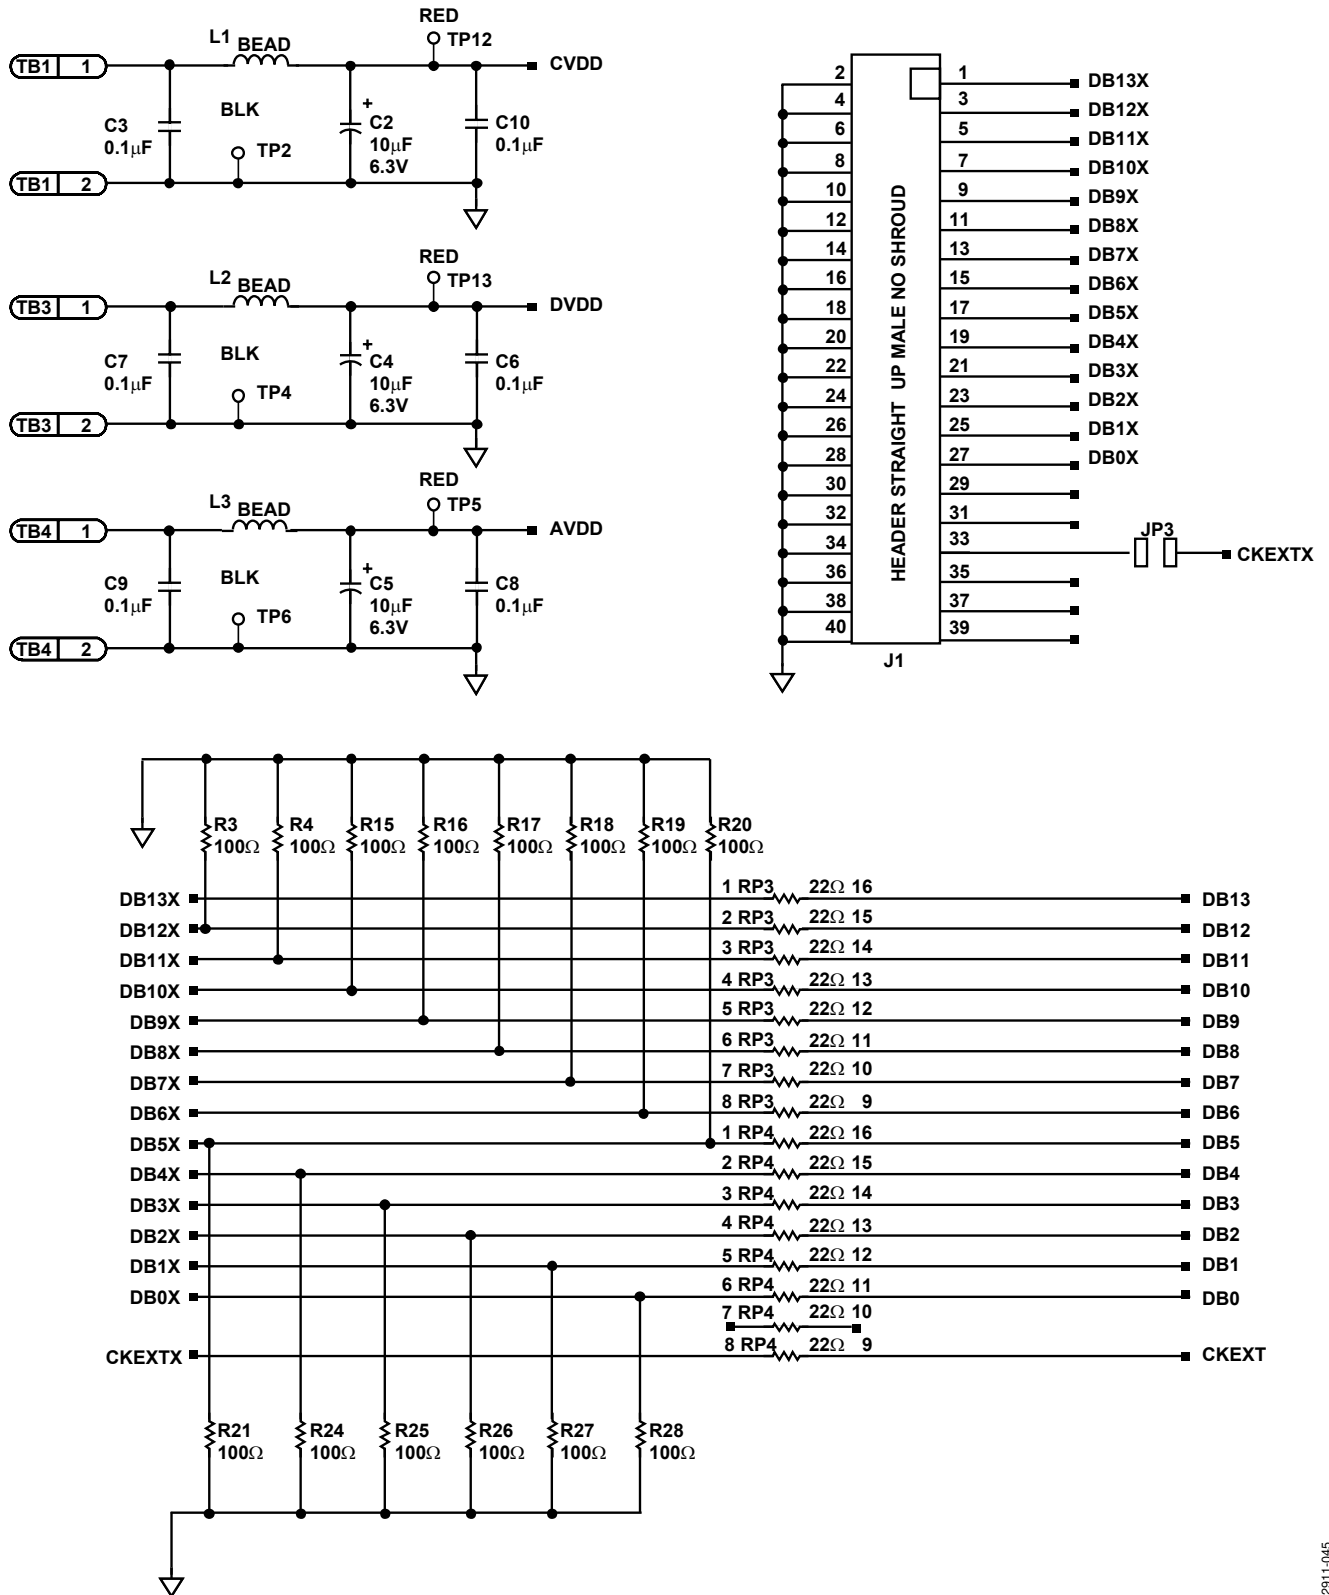 RED
L1 BEAD TP12
TB1 1 CVDD
BLK
C3 0.1µF
+ C2 10µF 6.3V
C10 0.1µF
TP2
TB1 2
RED
L2 BEAD TP13
TB3 1 DVDD
BLK
C7 0.1µF
+ C4 10µF 6.3V
C6 0.1µF
TP4
TB3 2
RED
L3 BEAD TP5
TB4 1 AVDD
BLK
C9 0.1µF
+ C5 10µF 6.3V
C8 0.1µF
TP6
TB4 2
2 1 DB13X
4 3 DB12X
6 5 DB11X
8 7 DB10X
10 9 DB9X
12 11 DB8X
14 13 DB7X
16 15 DB6X
18 17 DB5X
20 19 DB4X
22 21 DB3X
24 23 DB2X
26 25 DB1X
28 27 DB0X
30 29
32 31
34 33 JP3 CKEXTX
36 35
38 37
40 39
HEADER STRAIGHT UP MALE NO SHROUD
J1
R3 R4 R15 R16 R17 R18 R19 R20
100Ω 100Ω 100Ω 100Ω 100Ω 100Ω 100Ω 100Ω
DB13X 1 RP3 22Ω 16 DB13
DB12X 2 RP3 22Ω 15 DB12
DB11X 3 RP3 22Ω 14 DB11
DB10X 4 RP3 22Ω 13 DB10
DB9X 5 RP3 22Ω 12 DB9
DB8X 6 RP3 22Ω 11 DB8
DB7X 7 RP3 22Ω 10 DB7
DB6X 8 RP3 22Ω 9 DB6
DB5X 1 RP4 22Ω 16 DB5
DB4X 2 RP4 22Ω 15 DB4
DB3X 3 RP4 22Ω 14 DB3
DB2X 4 RP4 22Ω 13 DB2
DB1X 5 RP4 22Ω 12 DB1
DB0X 6 RP4 22Ω 11 DB0
7 RP4 22Ω 10
CKEXTX 8 RP4 22Ω 9 CKEXT
R21 R24 R25 R26 R27 R28
100Ω 100Ω 100Ω 100Ω 100Ω 100Ω
2911-045